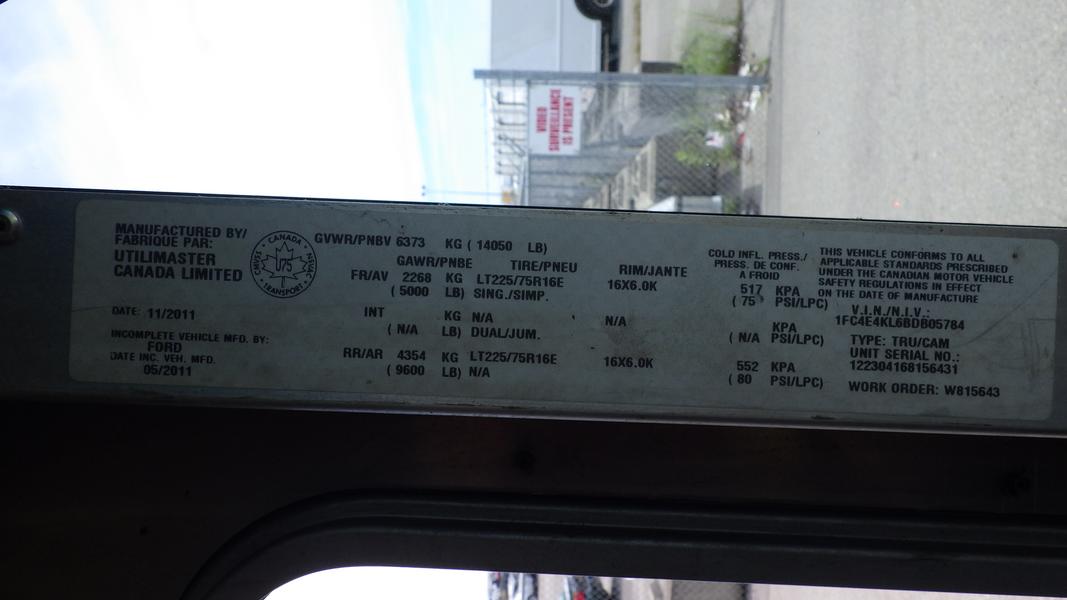 VIDEO
SURVEILLANCE
IS PRESENT
MANUFACTURED BY/
FABRIQUE PAR:
UTILIMASTER
CANADA LIMITED
CANADA
U75
TRANSPORT
DATE: 11/2011
INCOMPLETE VEHICLE MFD. BY:
FORD
DATE INC. VEH. MFD.
05/2011
GVWR/PNBV 6373 KG ( 14050 LB)
GAWR/PNBE TIRE/PNEU RIM/JANTE
FR/AV 2268 KG LT225/75R16E 16X6.0K
( 5000 LB) SING./SIMP.
INT KG N/A N/A
( N/A LB) DUAL/JUM.
RR/AR 4354 KG LT225/75R16E 16X6.0K
( 9600 LB) N/A
COLD INFL. PRESS./
PRESS. DE CONF.
A FROID
517 KPA
( 75 PSI/LPC)
KPA
( N/A PSI/LPC)
552 KPA
( 80 PSI/LPC)
THIS VEHICLE CONFORMS TO ALL
APPLICABLE STANDARDS PRESCRIBED
UNDER THE CANADIAN MOTOR VEHICLE
SAFETY REGULATIONS IN EFFECT
ON THE DATE OF MANUFACTURE
V.I.N./N.I.V.:
1FC4E4KL6BDB05784
TYPE: TRU/CAM
UNIT SERIAL NO.:
122304168156431
WORK ORDER: W815643